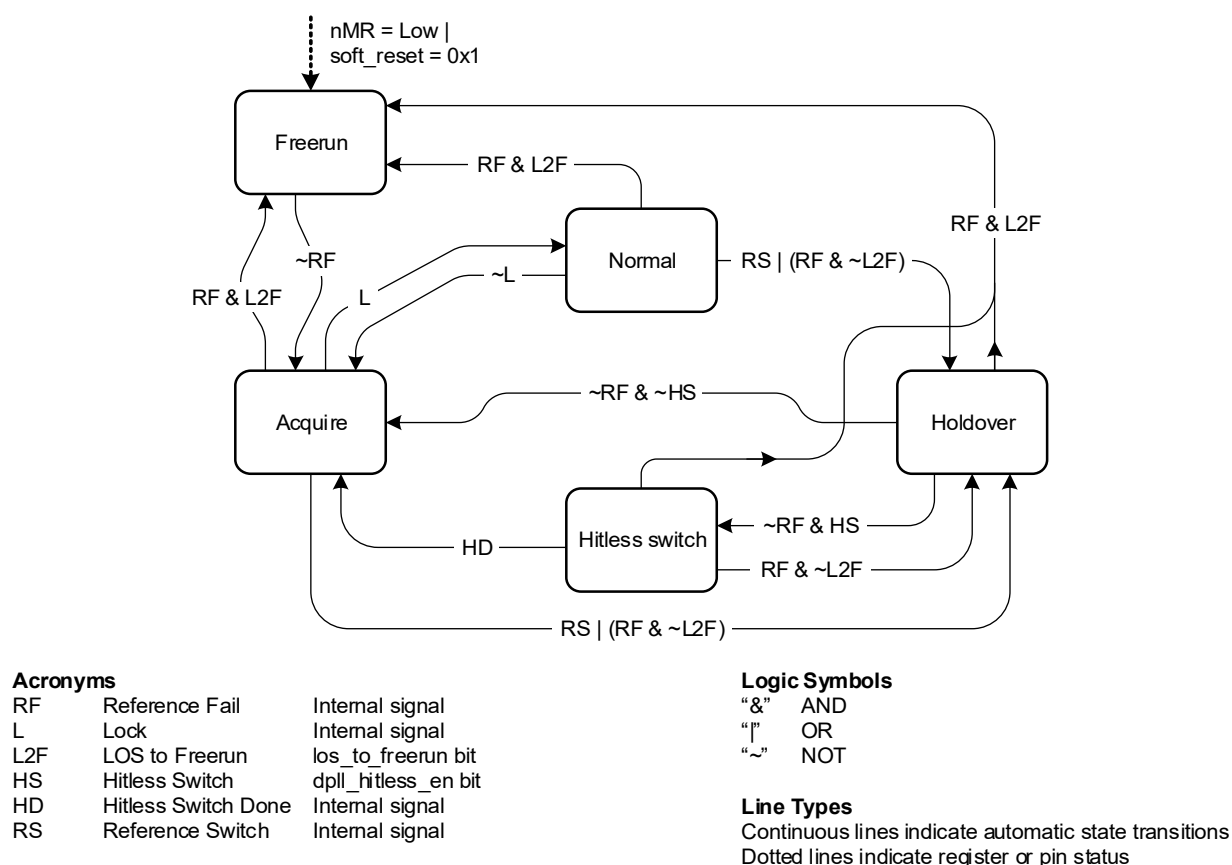 nMR = Low |
soft_reset = 0x1
Freerun
RF & L2F
Normal
RF & L2F
~RF
RS | (RF & ~L2F)
~L
RF & L2F
L
~RF & ~HS
Acquire
Holdover
~RF & HS
Hitless switch
HD
RF & ~L2F
RS | (RF & ~L2F)
Acronyms
RF Reference Fail Internal signal
L Lock Internal signal
L2F LOS to Freerun los_to_freerun bit
HS Hitless Switch dpll_hitless_en bit
HD Hitless Switch Done Internal signal
RS Reference Switch Internal signal
Logic Symbols
“&” AND
“|” OR
“~” NOT
Line Types
Continuous lines indicate automatic state transitions
Dotted lines indicate register or pin status